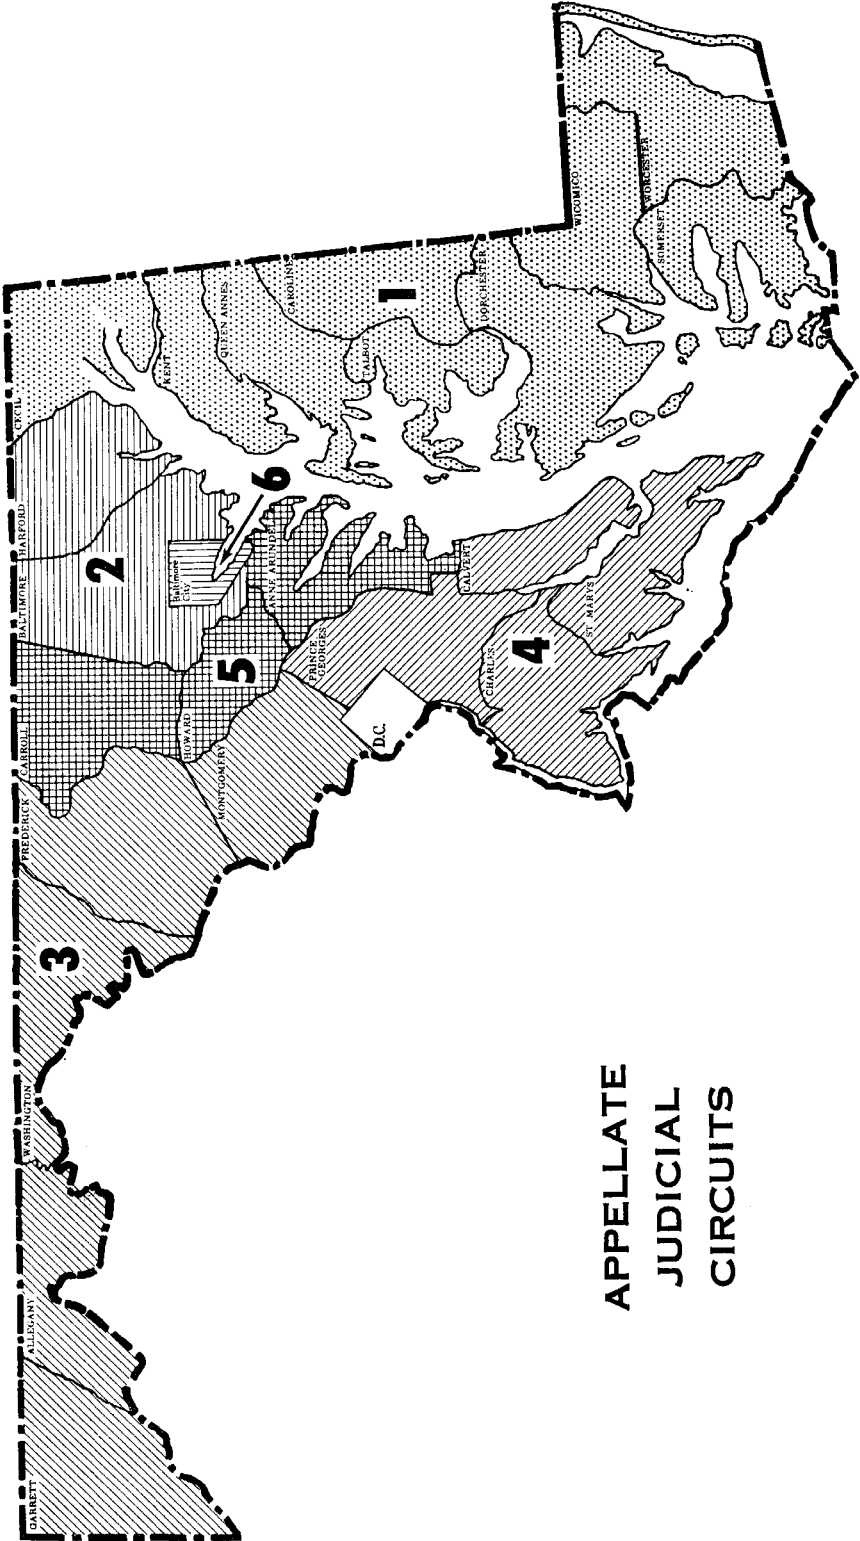 GARRETT
ALLEGANY
WASHINGTON
3
FREDERICK
CARROLL
BALTIMORE
HARFORD
CECIL
2
Baltimore
City
6
KENT
QUEEN ANNES
CAROLINE
1
TALBOT
DORCHESTER
WICOMICO
WORCESTER
SOMERSET
HOWARD
5
ANNE ARUNDEL
MONTGOMERY
PRINCE
GEORGES
D.C.
CALVERT
CHARLES
4
ST MARYS
APPELLATE
JUDICIAL
CIRCUITS